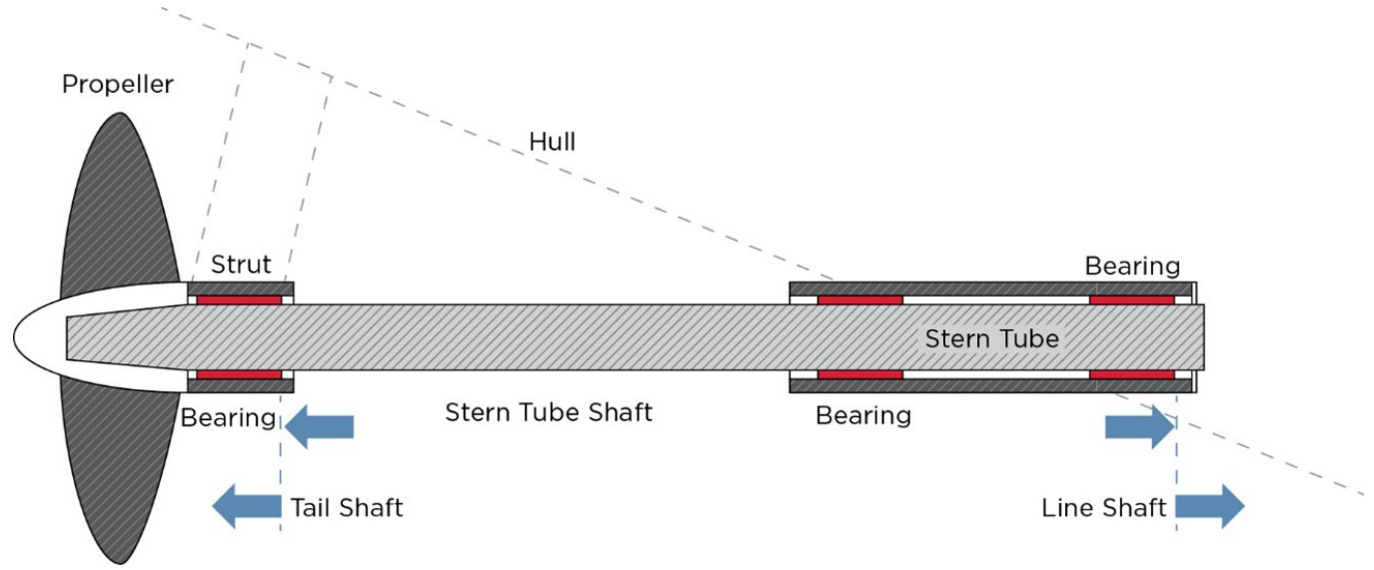 Propeller
Hull
Strut
Bearing
Stern Tube
Bearing
Stern Tube Shaft
Bearing
Tail Shaft
Line Shaft